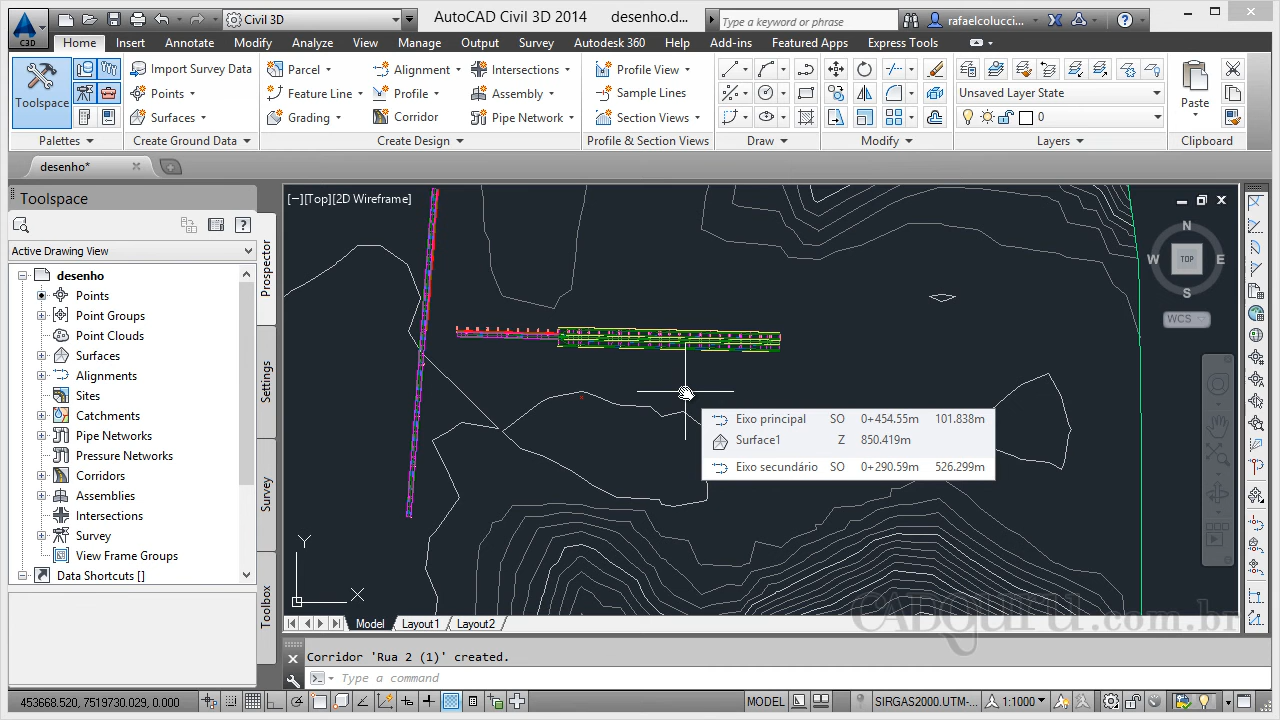 Civil 3D
AutoCAD Civil 3D 2014 desenho.d...
Type a keyword or phrase
rafaelcolucci...
C3D
Home Insert Annotate Modify Analyze View Manage Output Survey Autodesk 360 Help Add-ins Featured Apps Express Tools
Toolspace
Import Survey Data
Points
Surfaces
Parcel
Feature Line
Grading
Alignment
Profile
Corridor
Intersections
Assembly
Pipe Network
Profile View
Sample Lines
Section Views
Unsaved Layer State
0
Paste
Palettes Create Ground Data Create Design Profile & Section Views Draw Modify Layers Clipboard
desenho*
Toolspace
Active Drawing View
desenho
Points
Point Groups
Point Clouds
Surfaces
Alignments
Sites
Catchments
Pipe Networks
Pressure Networks
Corridors
Assemblies
Intersections
Survey
View Frame Groups
Data Shortcuts []
Prospector
Settings
Survey
Toolbox
[−][Top][2D Wireframe]
N
W TOP E
S
WCS
Eixo principal SO 0+454.55m 101.838m
Surface1 Z 850.419m
Eixo secundário SO 0+290.59m 526.299m
Y
X
CADguru.com.br
Model Layout1 Layout2
Corridor 'Rua 2 (1)' created.
Type a command
453668.520, 7519730.029, 0.000
MODEL
SIRGAS2000.UTM-...
1:1000